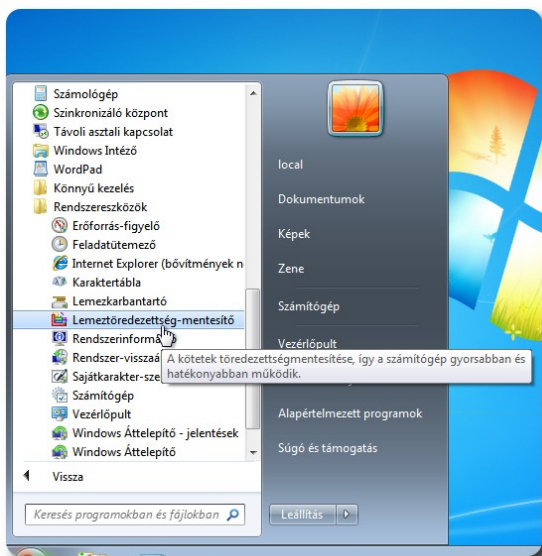 Számológép
Szinkronizáló központ
Távoli asztali kapcsolat
Windows Intéző
WordPad
Könnyű kezelés
Rendszereszközök
Erőforrás-figyelő
Feladatütemező
Internet Explorer (bővítmények n
Karaktertábla
Lemezkarbantartó
Lemeztöredezettség-mentesítő
Rendszerinformá
Rendszer-visszaá
Sajátkarakter-sze
Számítógép
Vezérlőpult
Windows Áttelepítő - jelentések
Windows Áttelepítő
Vissza
Keresés programokban és fájlokban
local
Dokumentumok
Képek
Zene
Számítógép
Vezérlőpult
A kötetek töredezettségmentesítése, így a számítógép gyorsabban és
hatékonyabban működik.
Alapértelmezett programok
Súgó és támogatás
Leállítás